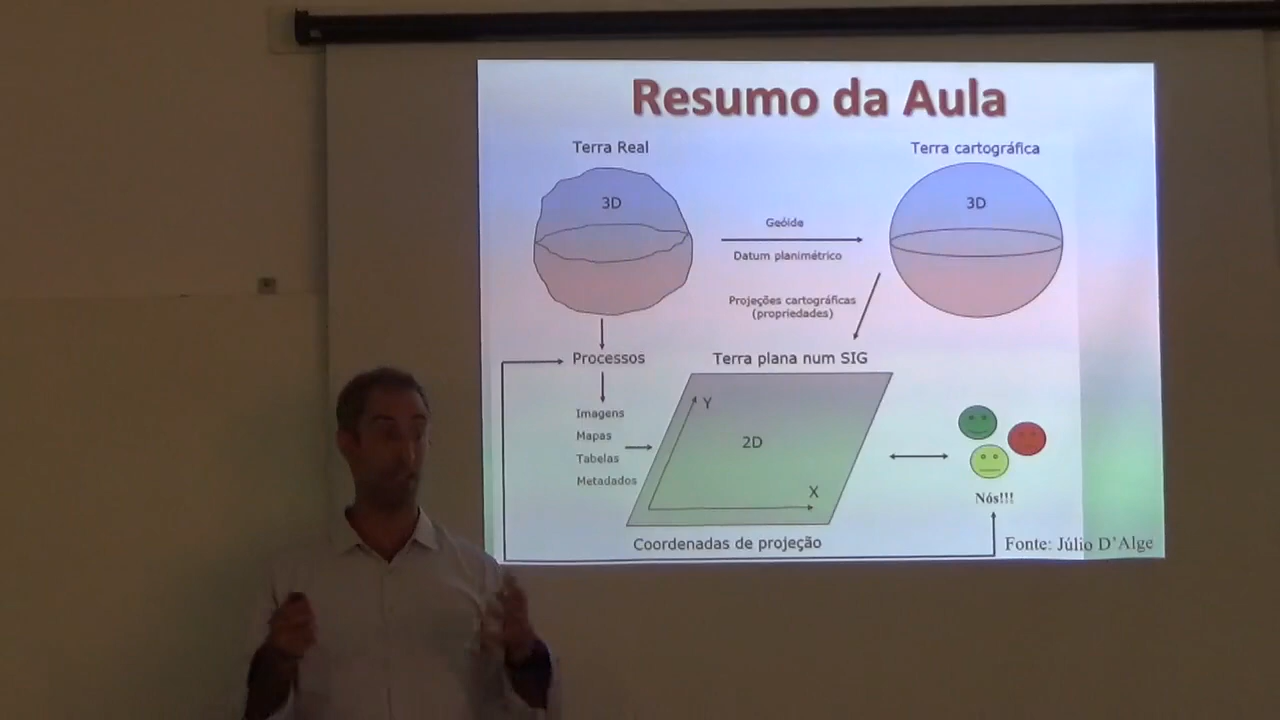 Resumo da Aula
Terra Real
Terra cartográfica
3D
3D
Geóide
Datum planimétrico
Projeções cartográficas
(propriedades)
Processos
Terra plana num SIG
Imagens
Mapas
Tabelas
Metadados
Y
2D
X
Nós!!!
Coordenadas de projeção
Fonte: Júlio D'Alge